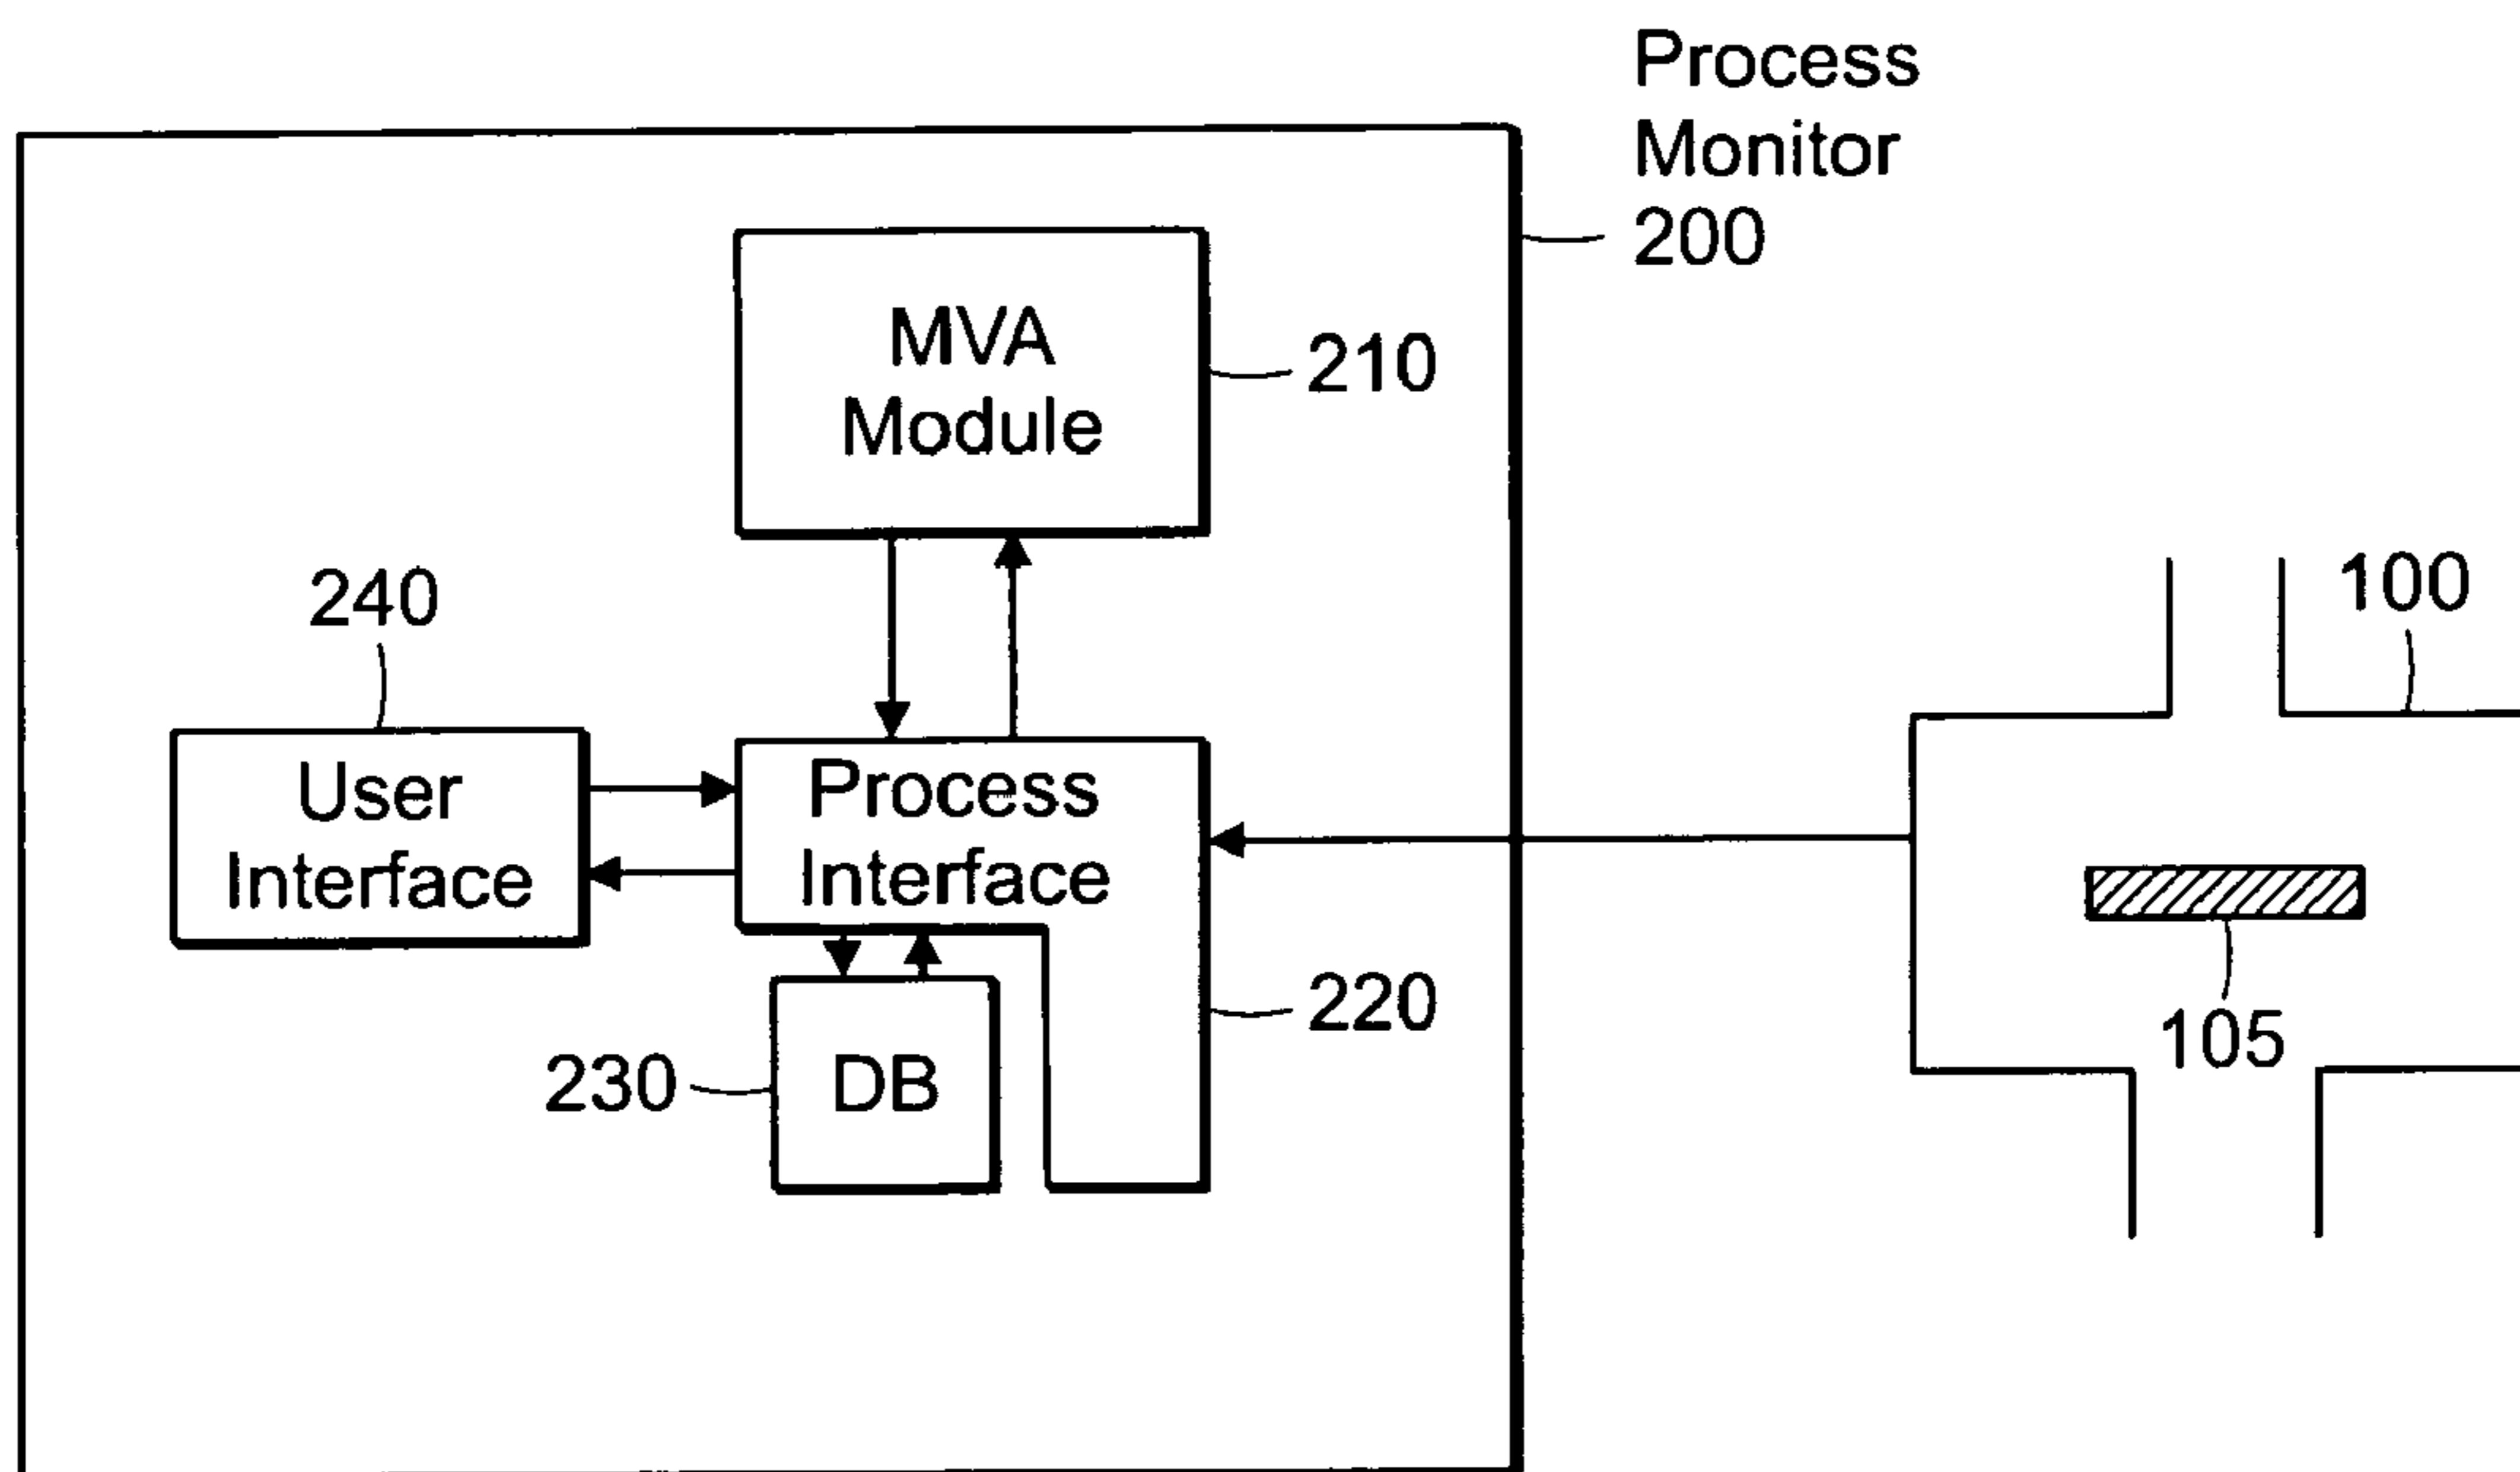 Process
Monitor
200
MVA
Module
210
240
100
User
Interface
Process
Interface
220
105
230
DB